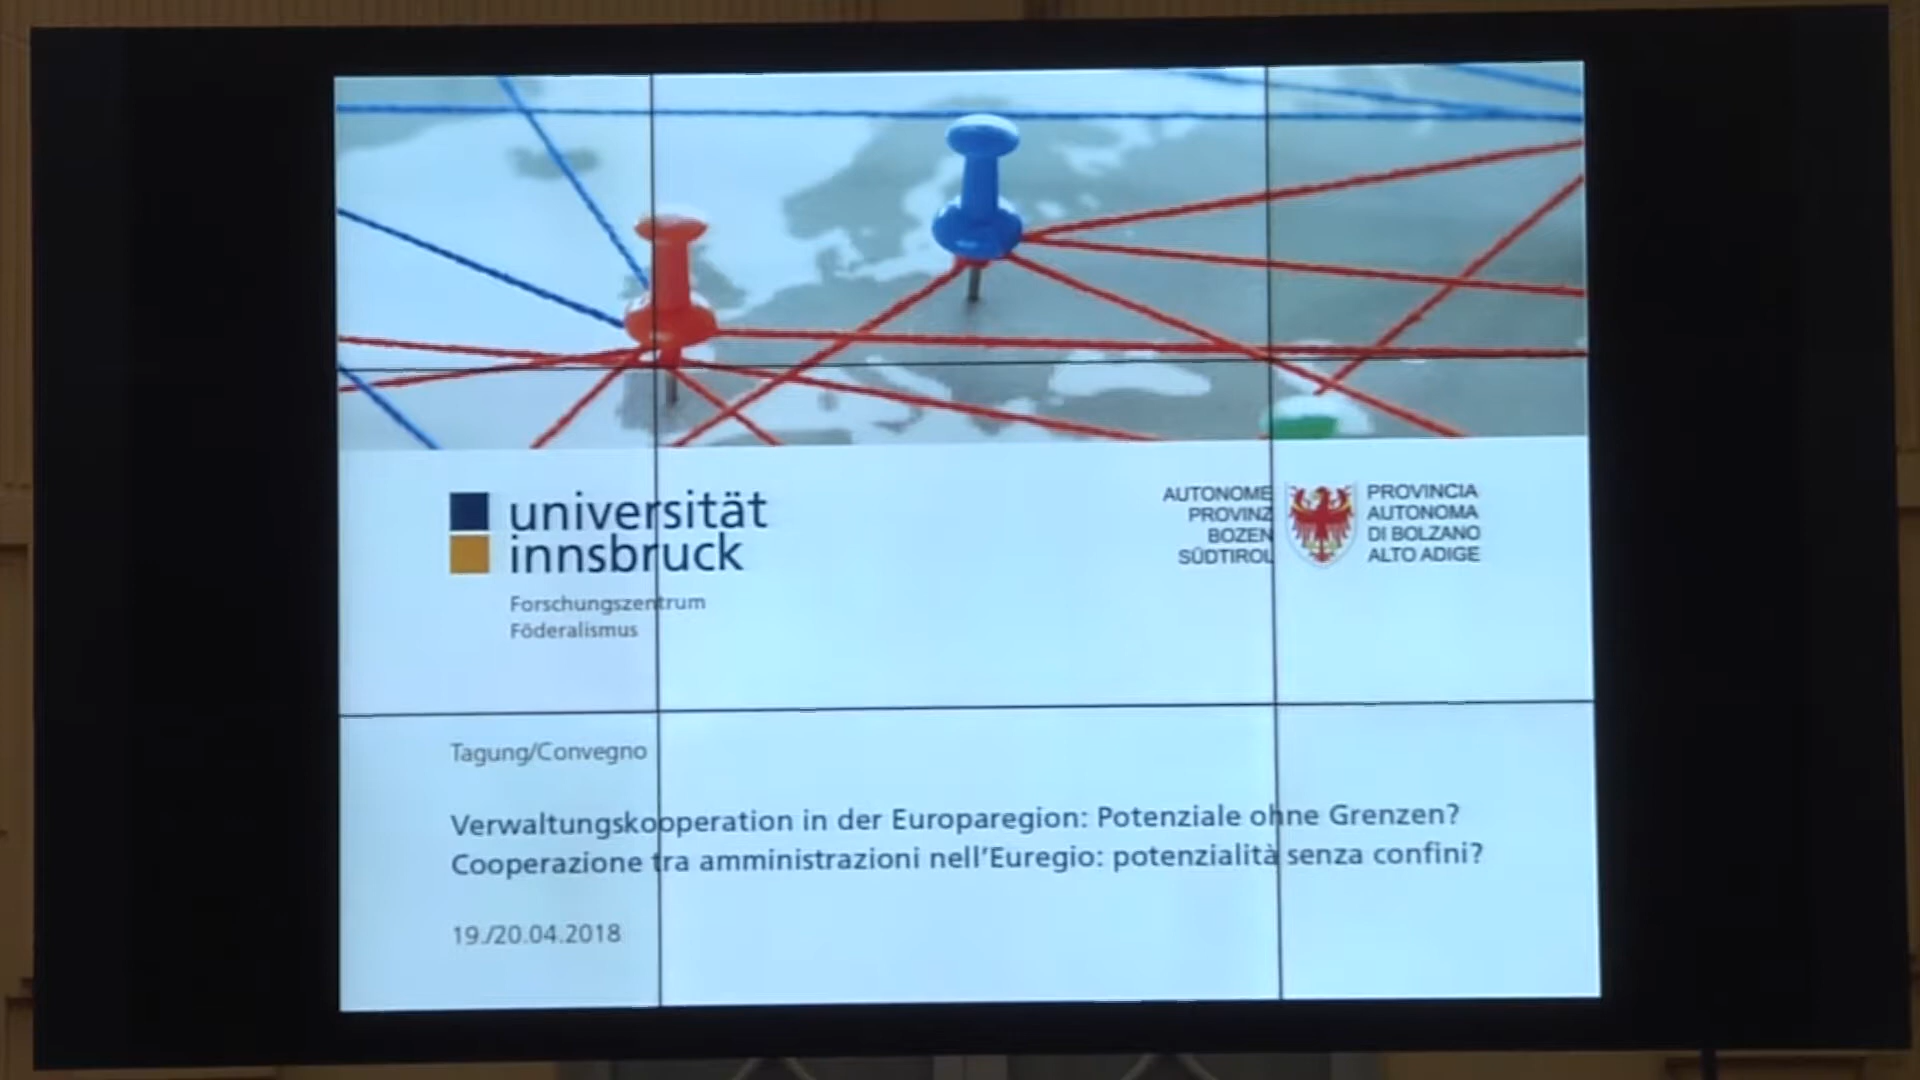 universität
innsbruck
Forschungszentrum
Föderalismus
AUTONOME
PROVINZ
BOZEN
SÜDTIROL
PROVINCIA
AUTONOMA
DI BOLZANO
ALTO ADIGE
Tagung/Convegno
Verwaltungskooperation in der Europaregion: Potenziale ohne Grenzen?
Cooperazione tra amministrazioni nell'Euregio: potenzialità senza confini?
19./20.04.2018